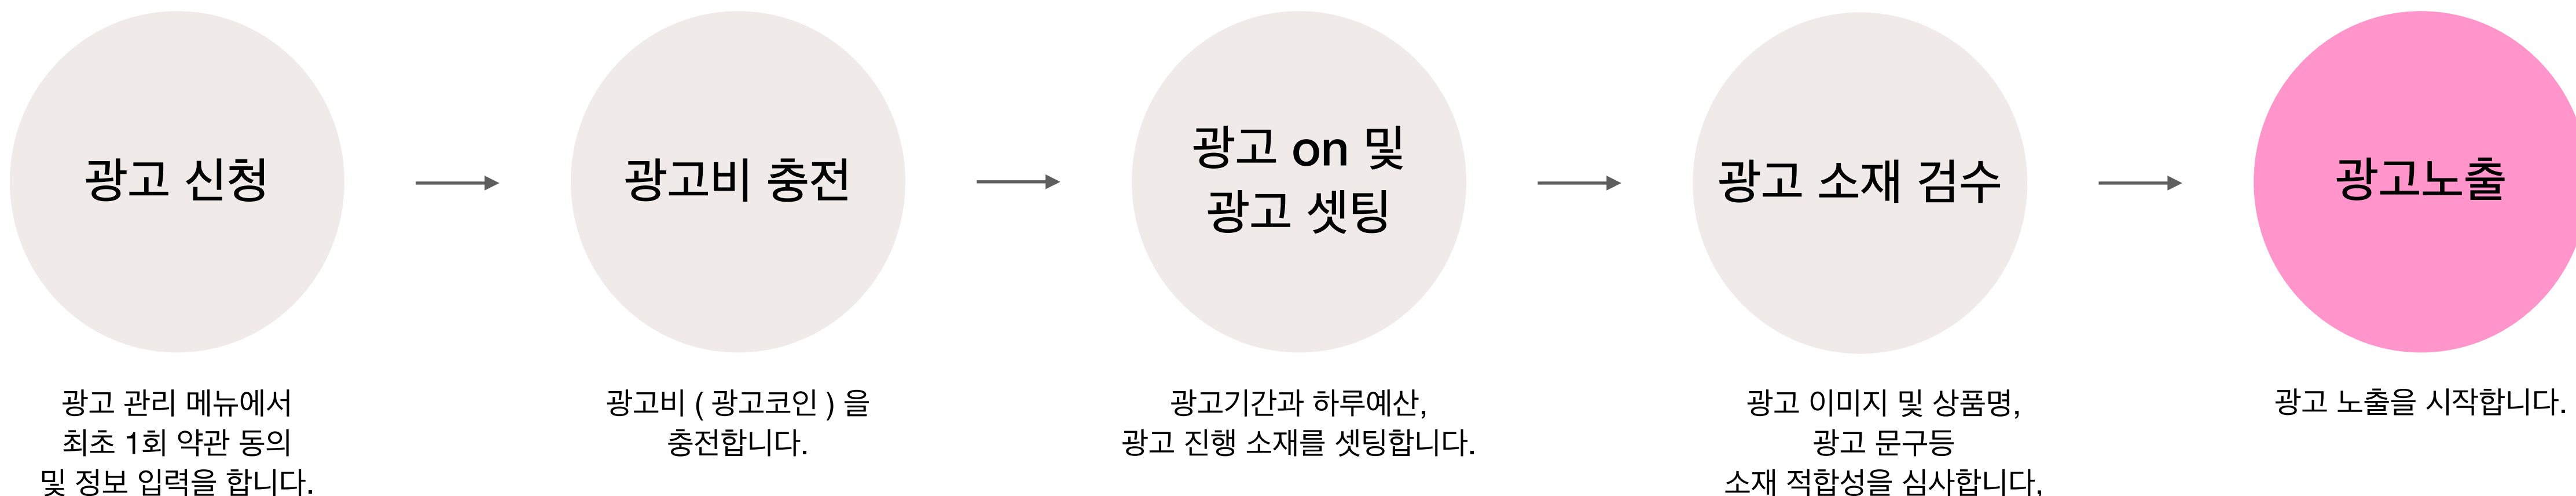 광고 신청
광고비 충전
광고 on 및
광고 셋팅
광고 소재 검수
광고노출
광고 관리 메뉴에서
최초 1회 약관 동의
및 정보 입력을 합니다.
광고비 ( 광고코인 ) 을
충전합니다.
광고기간과 하루예산,
광고 진행 소재를 셋팅합니다.
광고 이미지 및 상품명,
광고 문구등
소재 적합성을 심사합니다,
광고 노출을 시작합니다.